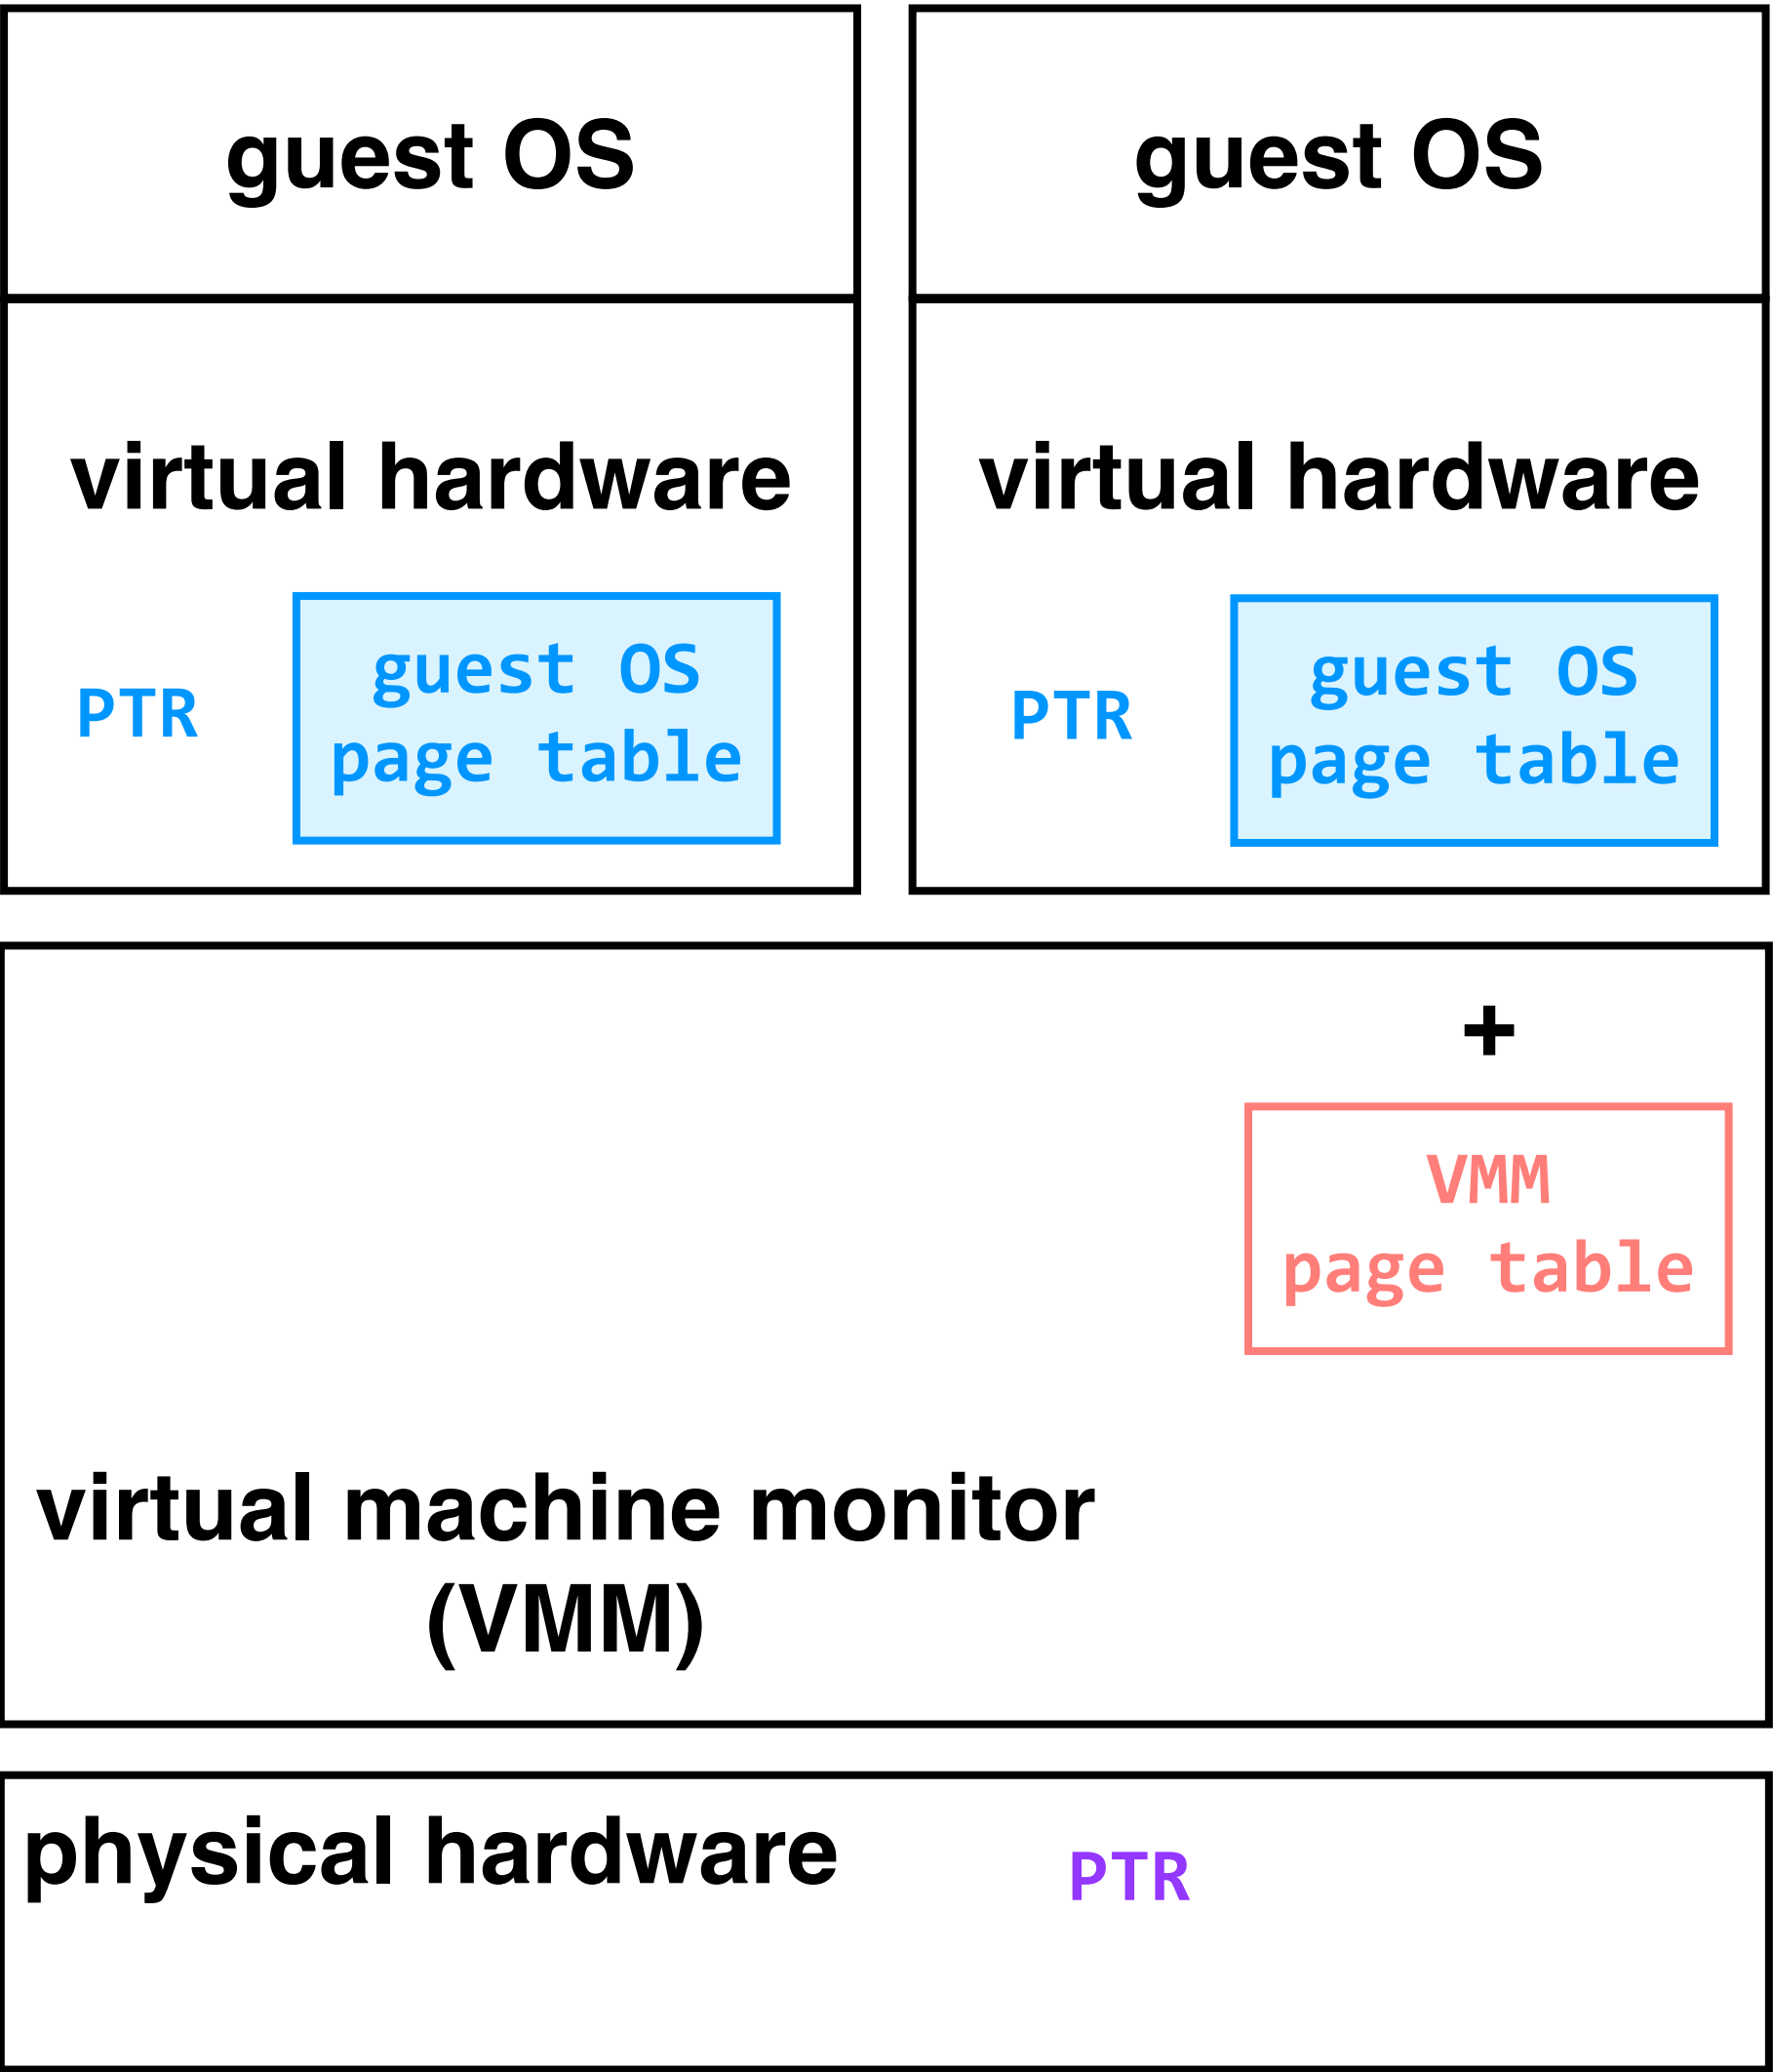 guest OS
virtual hardware
PTR
guest OS
page table
guest OS
virtual hardware
PTR
guest OS
page table
+
VMM
page table
virtual machine monitor
(VMM)
physical hardware
PTR